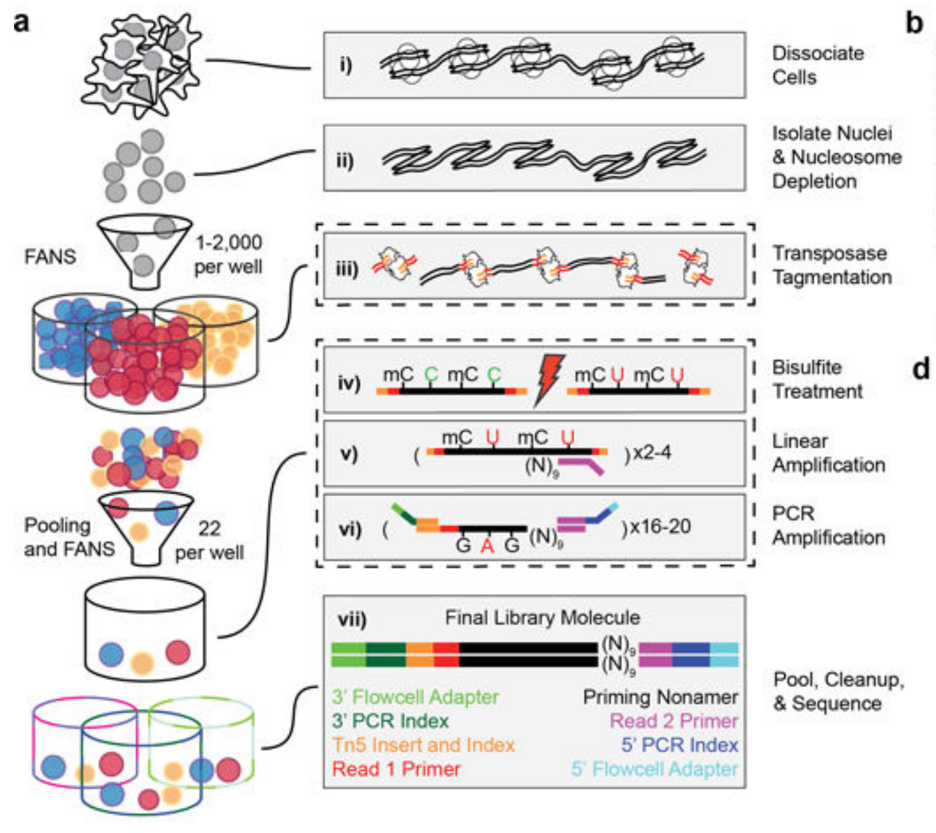 a
b
i)
Dissociate
Cells
ii)
Isolate Nuclei
& Nucleosome
Depletion
FANS
1-2,000
per well
iii)
Transposase
Tagmentation
iv)
mC C mC C
mC U mC U
Bisulfite
Treatment
d
v)
mC U mC U
( (N)9 )x2-4
Linear
Amplification
Pooling
and FANS
22
per well
vi)
( G A G (N)9 )x16-20
PCR
Amplification
vii)
Final Library Molecule
(N)9
(N)9
3' Flowcell Adapter
3' PCR Index
Tn5 Insert and Index
Read 1 Primer
Priming Nonamer
Read 2 Primer
5' PCR Index
5' Flowcell Adapter
Pool, Cleanup,
& Sequence